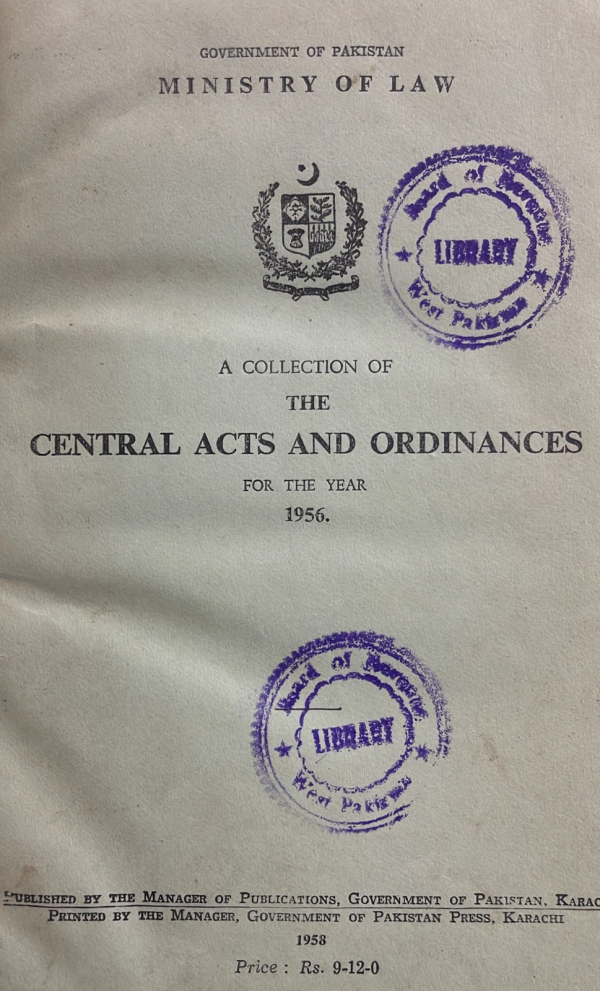 GOVERNMENT OF PAKISTAN
MINISTRY OF LAW
Board of Revenue
LIBRARY
West Pakistan
A COLLECTION OF
THE
CENTRAL ACTS AND ORDINANCES
FOR THE YEAR
1956.
Board of Revenue
LIBRARY
West Pakistan
PUBLISHED BY THE MANAGER OF PUBLICATIONS, GOVERNMENT OF PAKISTAN, KARAC
PRINTED BY THE MANAGER, GOVERNMENT OF PAKISTAN PRESS, KARACHI
1958
Price : Rs. 9-12-0